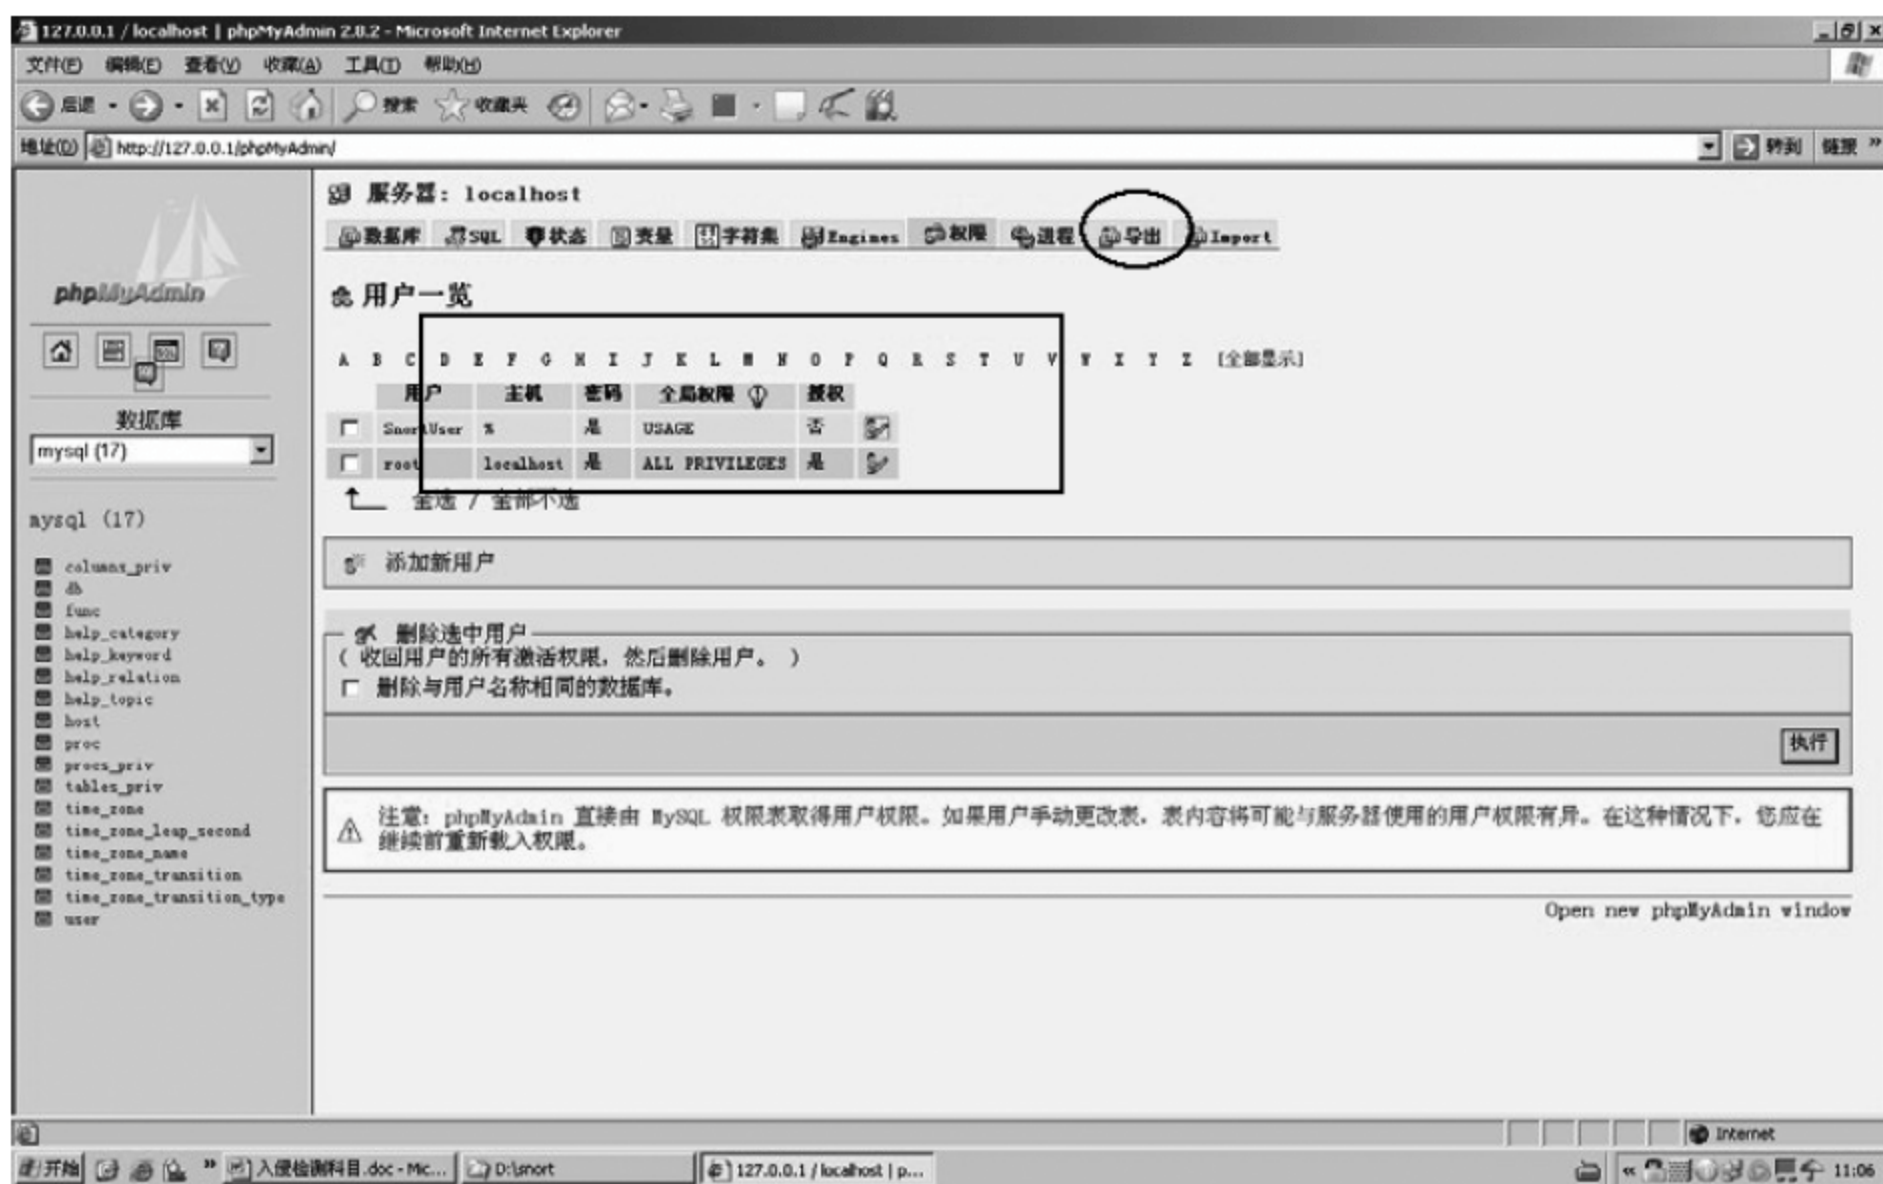 127.0.0.1 / localhost | phpMyAdmin 2.8.2 - Microsoft Internet Explorer
文件(F) 编辑(E) 查看(V) 收藏(A) 工具(T) 帮助(H)
后退 搜索 收藏夹
地址(D) http://127.0.0.1/phpMyAdmin/ 转到 链接 »
phpMyAdmin
数据库
mysql (17)
mysql (17)
columns_priv
db
func
help_category
help_keyword
help_relation
help_topic
host
proc
procs_priv
tables_priv
time_zone
time_zone_leap_second
time_zone_name
time_zone_transition
time_zone_transition_type
user
服务器: localhost
数据库 SQL 状态 变量 字符集 Engines 权限 进程 导出 Import
用户一览
A B C D E F G H I J K L M N O P Q R S T U V W X Y Z [全部显示]
用户 主机 密码 全局权限 授权
SnortUser % 是 USAGE 否
root localhost 是 ALL PRIVILEGES 是
全选 / 全部不选
添加新用户
删除选中用户
( 收回用户的所有激活权限，然后删除用户。 )
删除与用户名称相同的数据库。
执行
注意: phpMyAdmin 直接由 MySQL 权限表取得用户权限。如果用户手动更改表，表内容将可能与服务器使用的用户权限有异。在这种情况下，您应在
继续前重新载入权限。
Open new phpMyAdmin window
Internet
开始 » 入侵检测科目.doc - Mic... D:\snort 127.0.0.1 / localhost | p... « 11:06